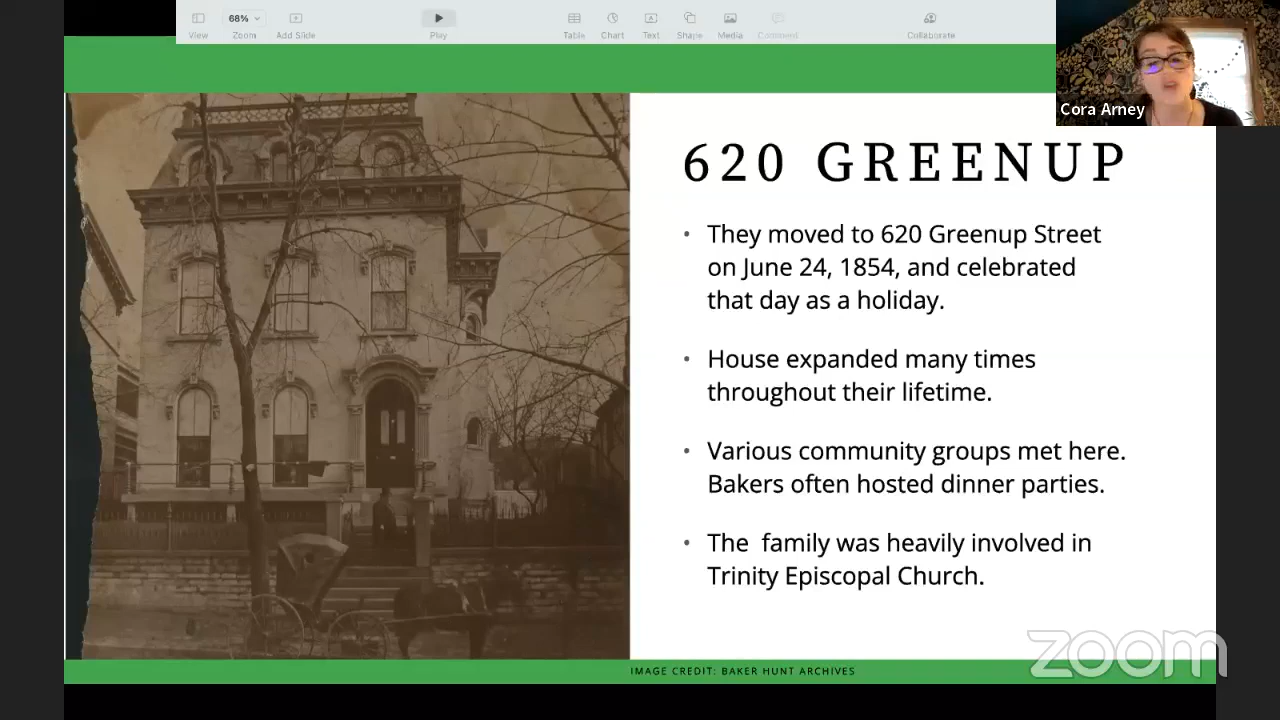 68%
View
Zoom
Add Slide
Play
Table
Chart
Text
Shape
Media
Comment
Collaborate
Cora Arney
620 GREENUP
• They moved to 620 Greenup Street
on June 24, 1854, and celebrated
that day as a holiday.
• House expanded many times
throughout their lifetime.
• Various community groups met here.
Bakers often hosted dinner parties.
• The  family was heavily involved in
Trinity Episcopal Church.
zoom
IMAGE CREDIT: BAKER HUNT ARCHIVES